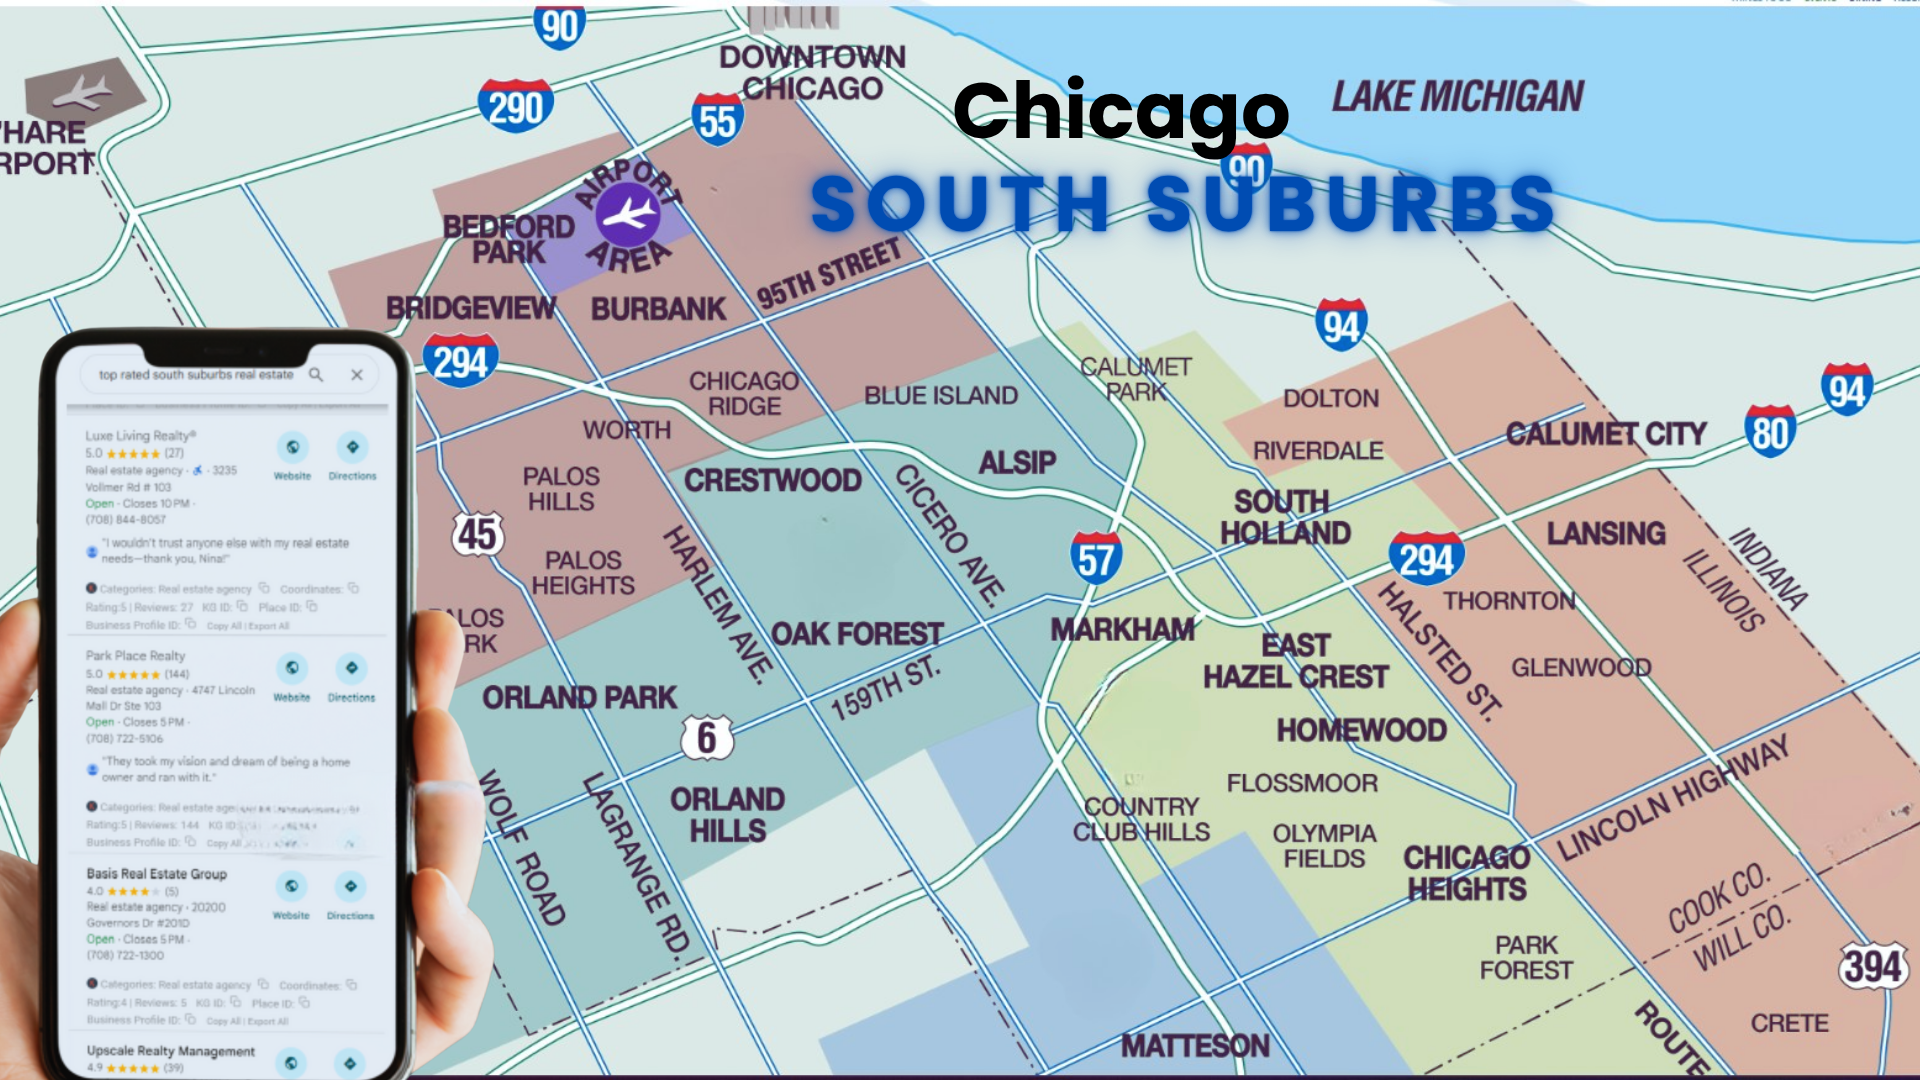 90
DOWNTOWN
CHICAGO
290
55
Chicago
LAKE MICHIGAN
'HARE
RPORT
90
SOUTH SUBURBS
AIRPORT
AREA
BEDFORD
PARK
95TH STREET
BRIDGEVIEW
BURBANK
94
294
CHICAGO
RIDGE
BLUE ISLAND
CALUMET
PARK
DOLTON
94
WORTH
RIVERDALE
CALUMET CITY
80
PALOS
HILLS
CRESTWOOD
CICERO AVE.
ALSIP
SOUTH
HOLLAND
LANSING
45
HARLEM AVE.
57
294
INDIANA
ILLINOIS
PALOS
HEIGHTS
HALSTED ST.
THORNTON
ALOS
RK
OAK FOREST
MARKHAM
EAST
HAZEL CREST
GLENWOOD
ORLAND PARK
159TH ST.
6
HOMEWOOD
LINCOLN HIGHWAY
WOLF ROAD
LAGRANGE RD.
ORLAND
HILLS
COUNTRY
CLUB HILLS
FLOSSMOOR
OLYMPIA
FIELDS
CHICAGO
HEIGHTS
COOK CO.
WILL CO.
PARK
FOREST
394
MATTESON
ROUTE
CRETE
top rated south suburbs real estate
Luxe Living Realty®
5.0 ★★★★★ (27)
Real estate agency · 3235
Vollmer Rd # 103
Open · Closes 10 PM ·
(708) 844-8057
Website
Directions
"I wouldn't trust anyone else with my real estate
needs—thank you, Nina!"
Categories: Real estate agency Coordinates:
Rating:5 | Reviews: 27 KG ID: Place ID:
Business Profile ID: Copy All | Export All
Park Place Realty
5.0 ★★★★★ (144)
Real estate agency · 4747 Lincoln
Mall Dr Ste 103
Open · Closes 5 PM ·
(708) 722-5106
Website
Directions
"They took my vision and dream of being a home
owner and ran with it."
Categories: Real estate
Rating:5 | Reviews: 144 KG ID:
Business Profile ID: Copy All
Basis Real Estate Group
4.0 ★★★★★ (5)
Real estate agency · 20200
Governors Dr #201D
Open · Closes 5 PM ·
(708) 722-1300
Website
Directions
Categories: Real estate agency Coordinates:
Rating:4 | Reviews: 5 KG ID: Place ID:
Business Profile ID: Copy All | Export All
Upscale Realty Management
4.9 ★★★★★ (39)